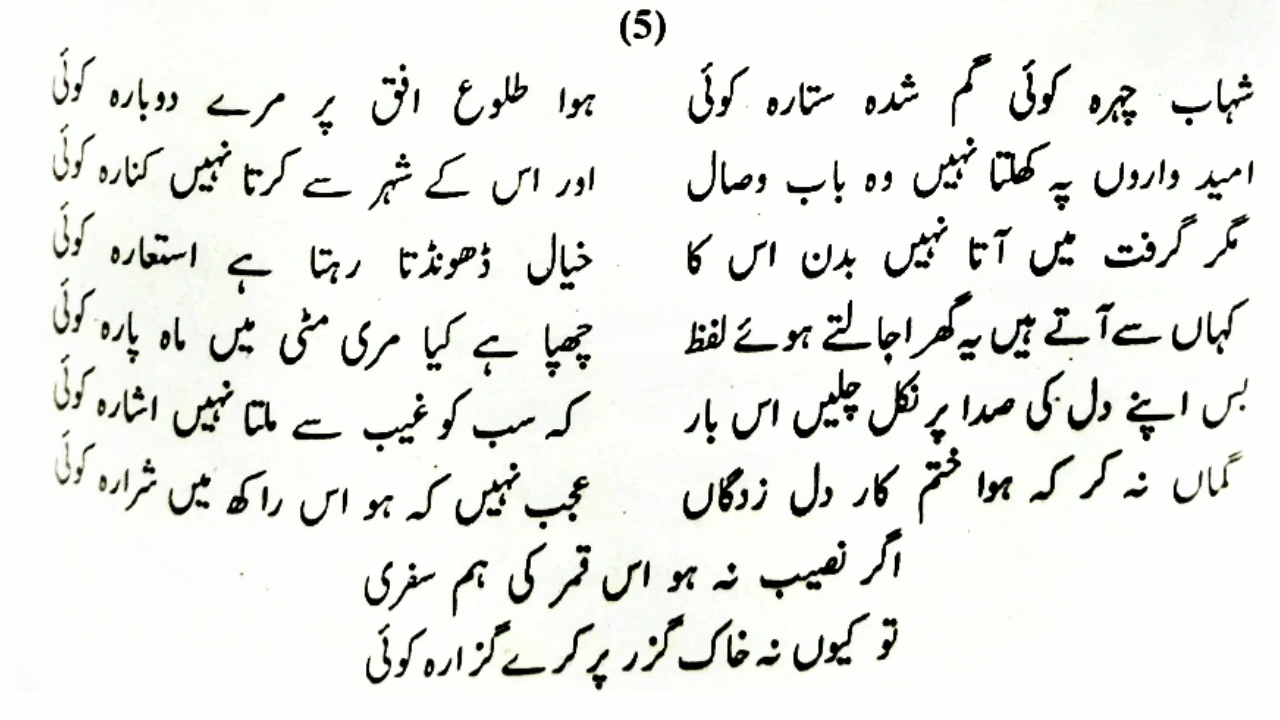 (5)
شہاب چہرہ کوئی گم شدہ ستارہ کوئی ہوا طلوع افق پر مرے دوبارہ کوئی
امید واروں پہ کھلتا نہیں وہ باب وصال اور اس کے شہر سے کرتا نہیں کنارہ کوئی
مگر گرفت میں آتا نہیں بدن اس کا خیال ڈھونڈتا رہتا ہے استعارہ کوئی
کہاں سے آتے ہیں یہ گھر اجالتے ہوئے لفظ چھپا ہے کیا مری مٹی میں ماہ پارہ کوئی
بس اپنے دل کی صدا پر نکل چلیں اس بار کہ سب کو غیب سے ملتا نہیں اشارہ کوئی
گماں نہ کر کہ ہوا ختم کار دل زدگاں عجب نہیں کہ ہو اس راکھ میں شرارہ کوئی
اگر نصیب نہ ہو اس قمر کی ہم سفری
تو کیوں نہ خاک گزر پر کرے گزارہ کوئی